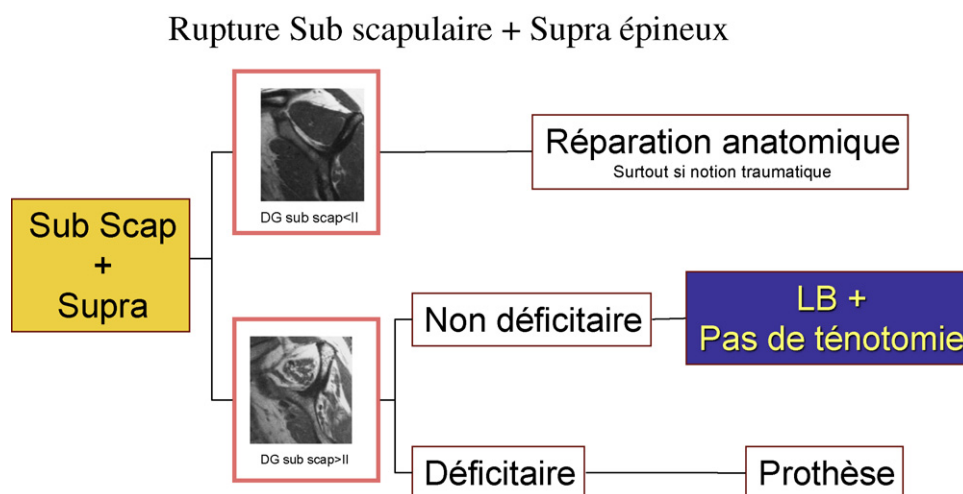 Rupture Sub scapulaire + Supra épineux
Sub Scap
+
Supra
DG sub scap<II
Réparation anatomique
Surtout si notion traumatique
DG sub scap>II
Non déficitaire
LB +
Pas de ténotomie
Déficitaire
Prothèse